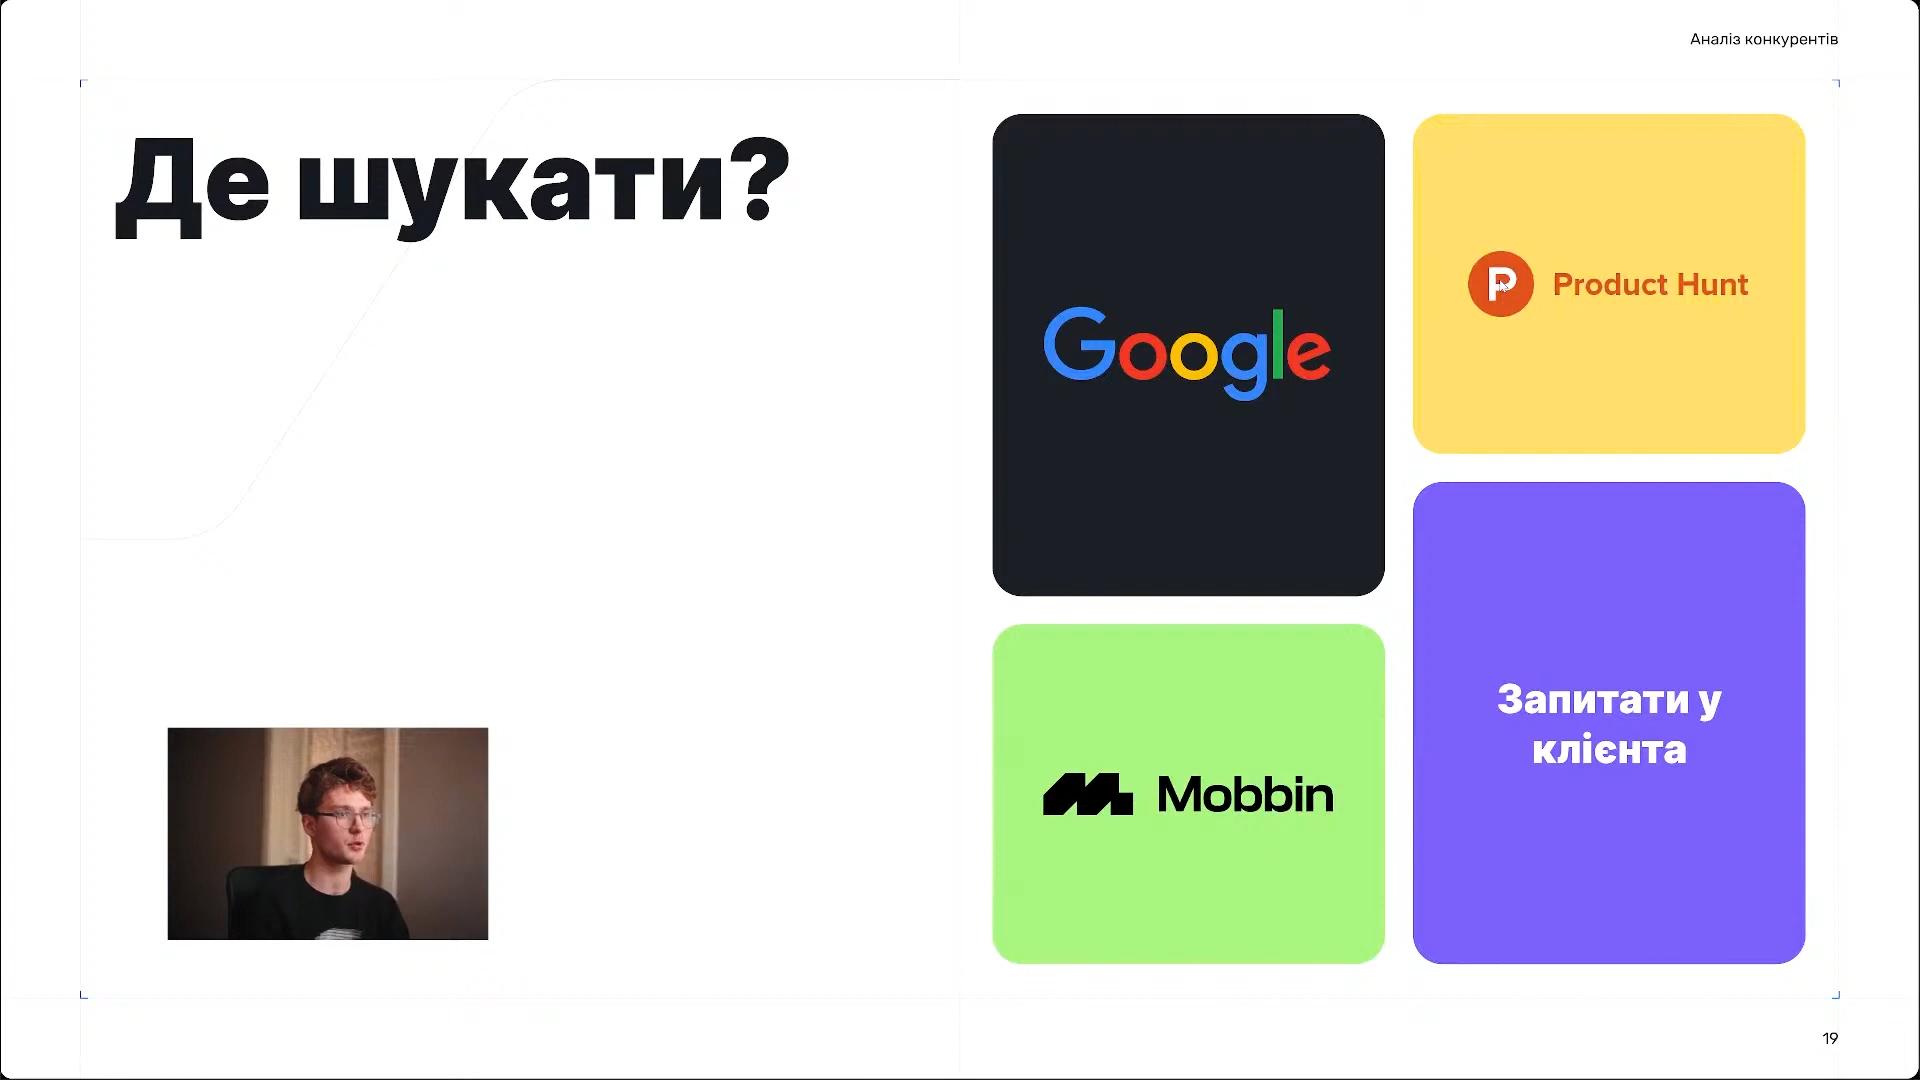 Аналіз конкурентів
Де шукати?
Google
Product Hunt
Mobbin
Запитати у
клієнта
19